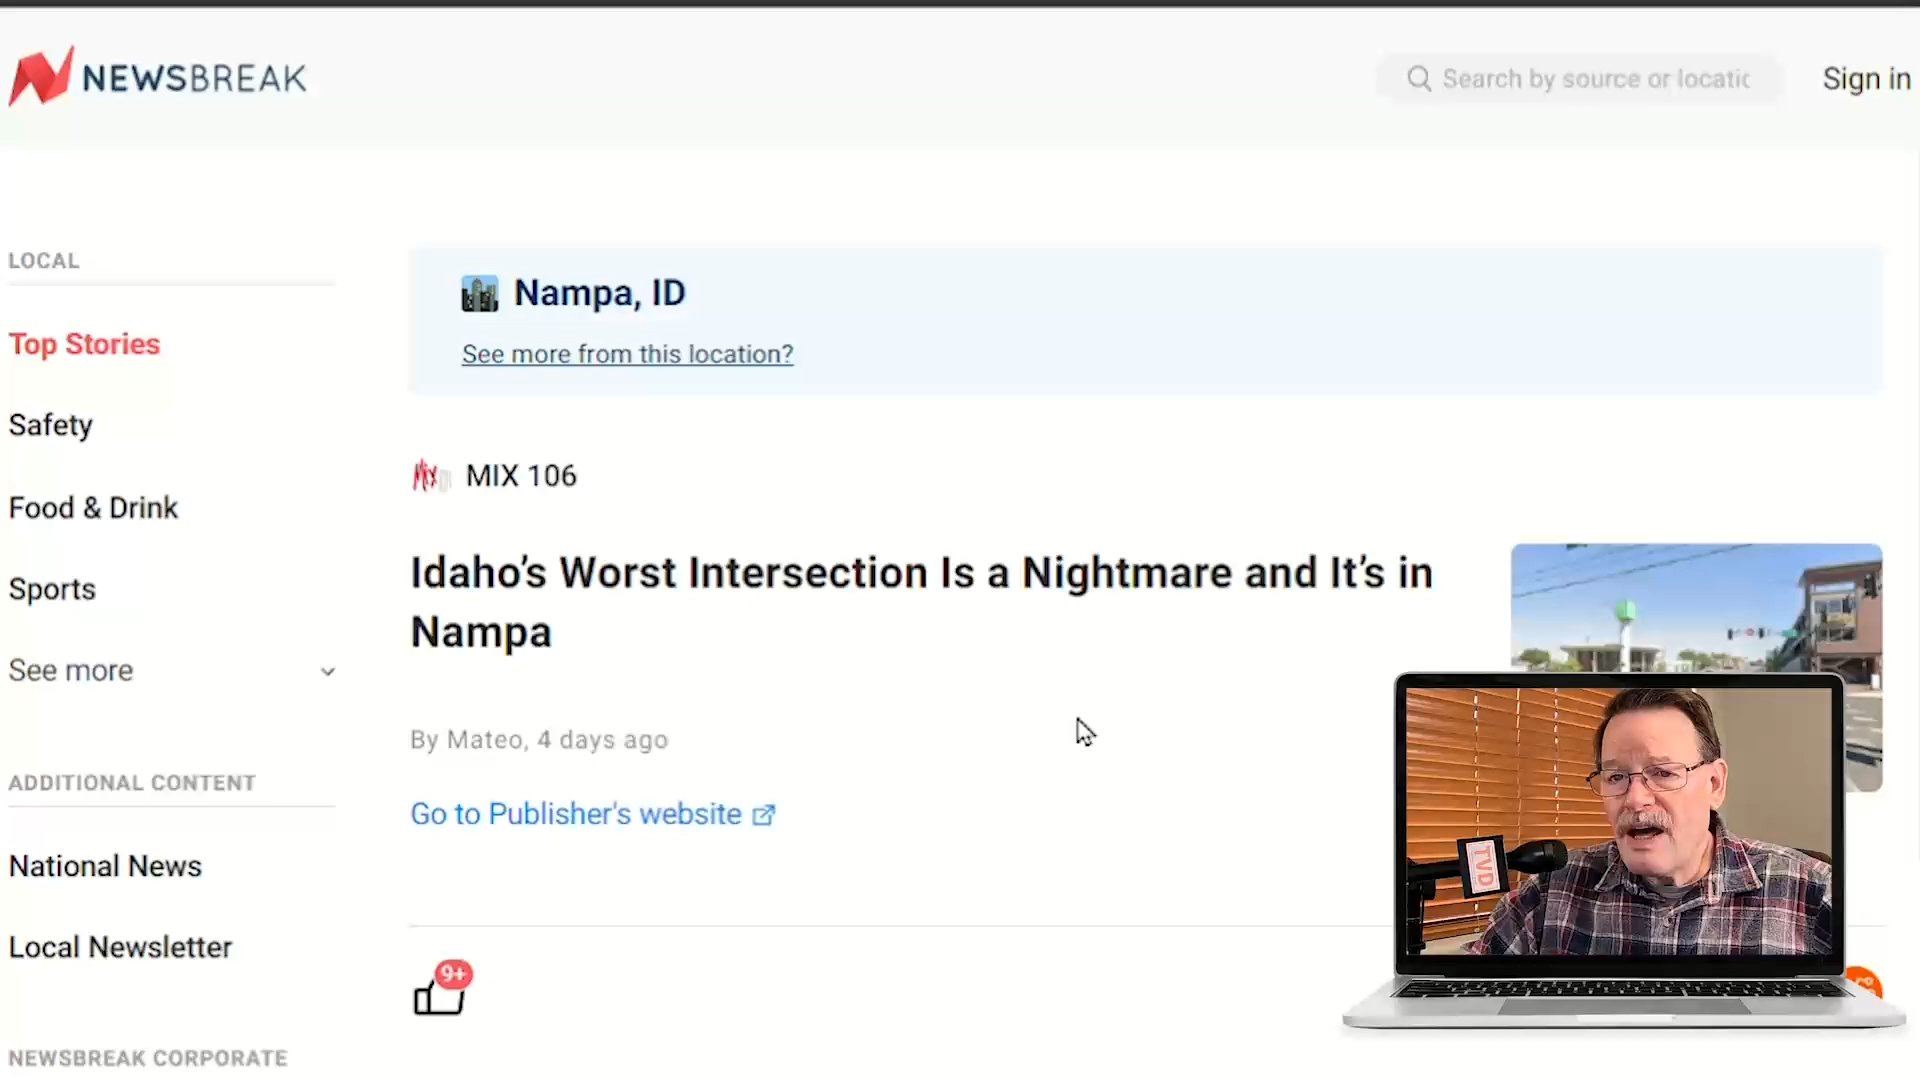 NEWSBREAK
Search by source or locatic
Sign in
LOCAL
Top Stories
Safety
Food & Drink
Sports
See more
ADDITIONAL CONTENT
National News
Local Newsletter
NEWSBREAK CORPORATE
Nampa, ID
See more from this location?
MIX 106
Idaho's Worst Intersection Is a Nightmare and It's in
Nampa
By Mateo, 4 days ago
Go to Publisher's website
9+
TVD